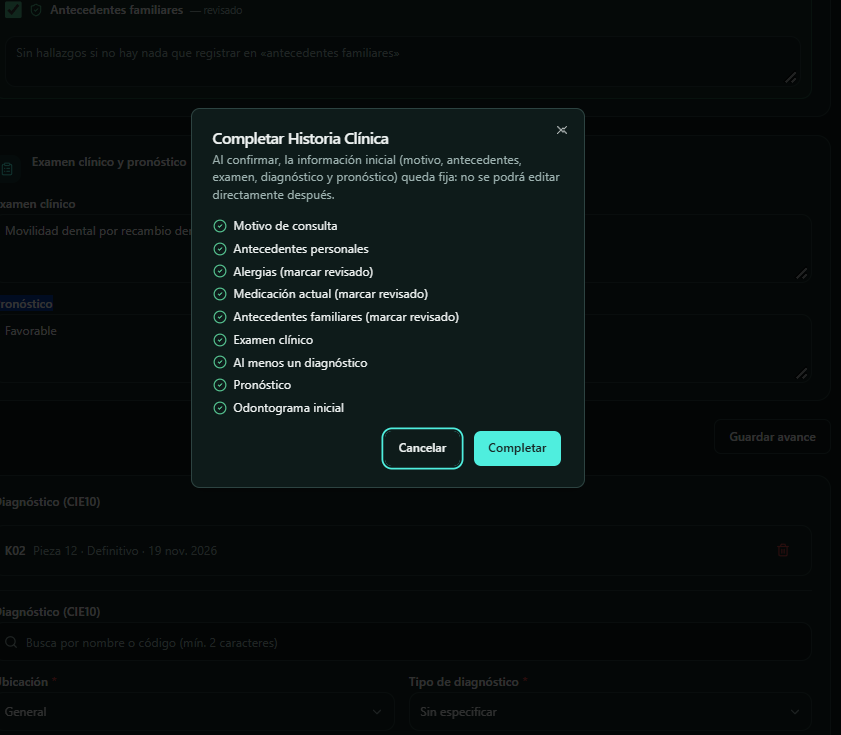 Antecedentes familiares — revisado
Sin hallazgos si no hay nada que registrar en «antecedentes familiares»
Completar Historia Clínica
Al confirmar, la información inicial (motivo, antecedentes,
examen, diagnóstico y pronóstico) queda fija: no se podrá editar
directamente después.
Motivo de consulta
Antecedentes personales
Alergias (marcar revisado)
Medicación actual (marcar revisado)
Antecedentes familiares (marcar revisado)
Examen clínico
Al menos un diagnóstico
Pronóstico
Odontograma inicial
Cancelar Completar
Examen clínico y pronóstico
xamen clínico
Movilidad dental por recambio den
ronóstico
Favorable
Guardar avance
iagnóstico (CIE10)
K02 Pieza 12 · Definitivo · 19 nov. 2026
iagnóstico (CIE10)
Busca por nombre o código (mín. 2 caracteres)
bicación * Tipo de diagnóstico *
General Sin especificar